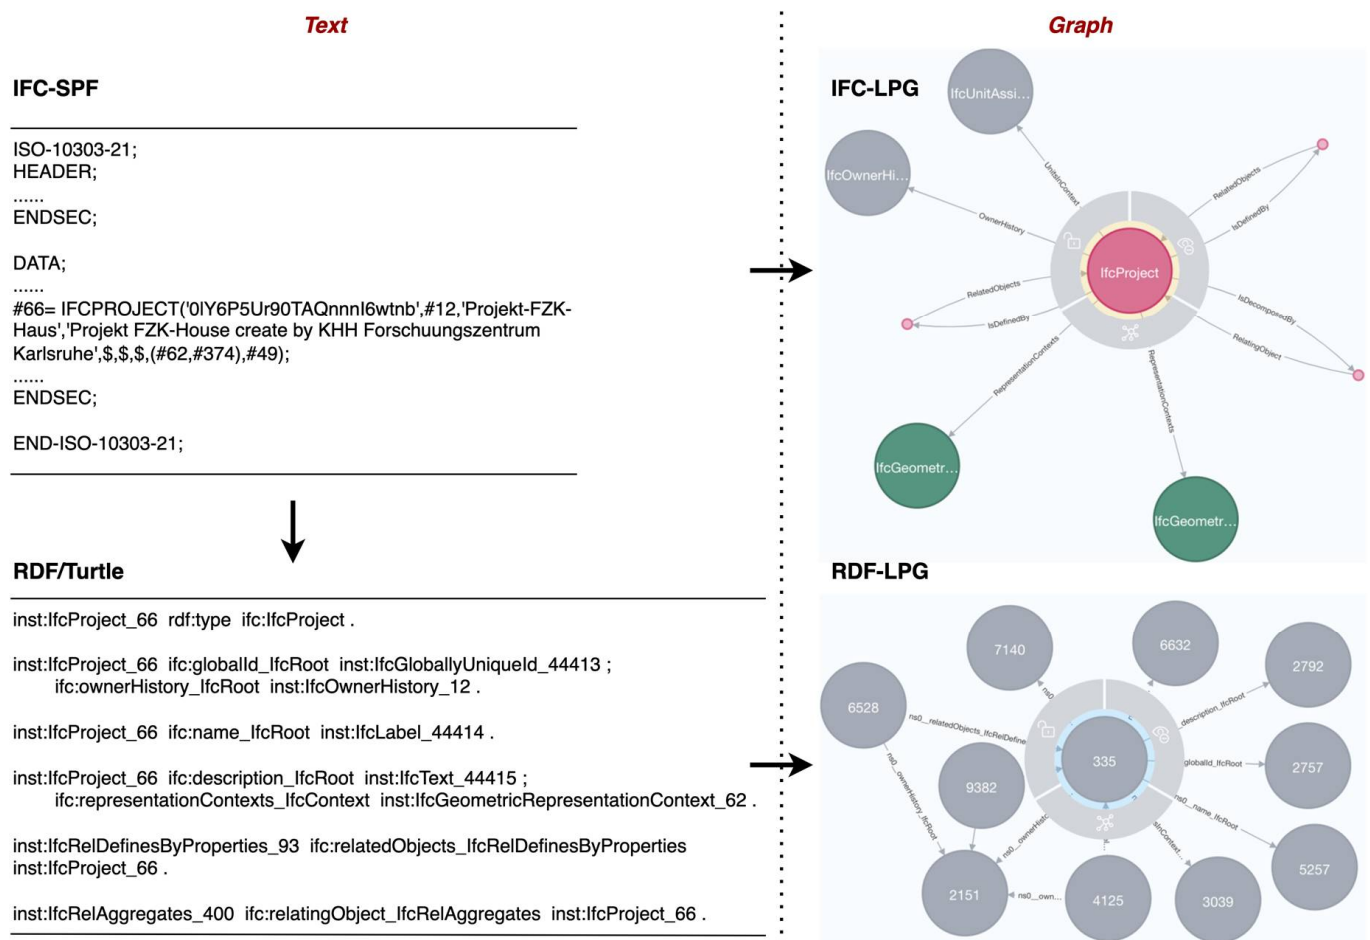 Text
IFC-SPF
ISO-10303-21;
HEADER;
......
ENDSEC;
DATA;
......
#66= IFCPROJECT('0lY6P5Ur90TAQnnnI6wtnb',#12,'Projekt-FZK-
Haus','Projekt FZK-House create by KHH Forschuungszentrum
Karlsruhe',$,$,$,(#62,#374),#49);
......
ENDSEC;
END-ISO-10303-21;
RDF/Turtle
inst:IfcProject_66 rdf:type ifc:IfcProject .
inst:IfcProject_66 ifc:globalId_IfcRoot inst:IfcGloballyUniqueId_44413 ;
ifc:ownerHistory_IfcRoot inst:IfcOwnerHistory_12 .
inst:IfcProject_66 ifc:name_IfcRoot inst:IfcLabel_44414 .
inst:IfcProject_66 ifc:description_IfcRoot inst:IfcText_44415 ;
ifc:representationContexts_IfcContext inst:IfcGeometricRepresentationContext_62 .
inst:IfcRelDefinesByProperties_93 ifc:relatedObjects_IfcRelDefinesByProperties
inst:IfcProject_66 .
inst:IfcRelAggregates_400 ifc:relatingObject_IfcRelAggregates inst:IfcProject_66 .
Graph
IFC-LPG
IfcUnitAssi...
IfcOwnerHi...
UnitsInContext
OwnerHistory
RelatedObjects
IsDefinedBy
IfcProject
RelatedObjects
IsDefinedBy
IsDecomposedBy
RelatingObject
RepresentationContexts
RepresentationContexts
IfcGeometr...
IfcGeometr...
RDF-LPG
7140
6632
2792
6528
ns0_
description_IfcRoot
ns0__relatedObjects_IfcRelDefine
335
globalId_IfcRoot
2757
9382
ns0__ownerHistory_IfcRoot
ns0__name_IfcRoot
ns0__ownerHistc
sInContext...
5257
2151
ns0__own...
4125
3039